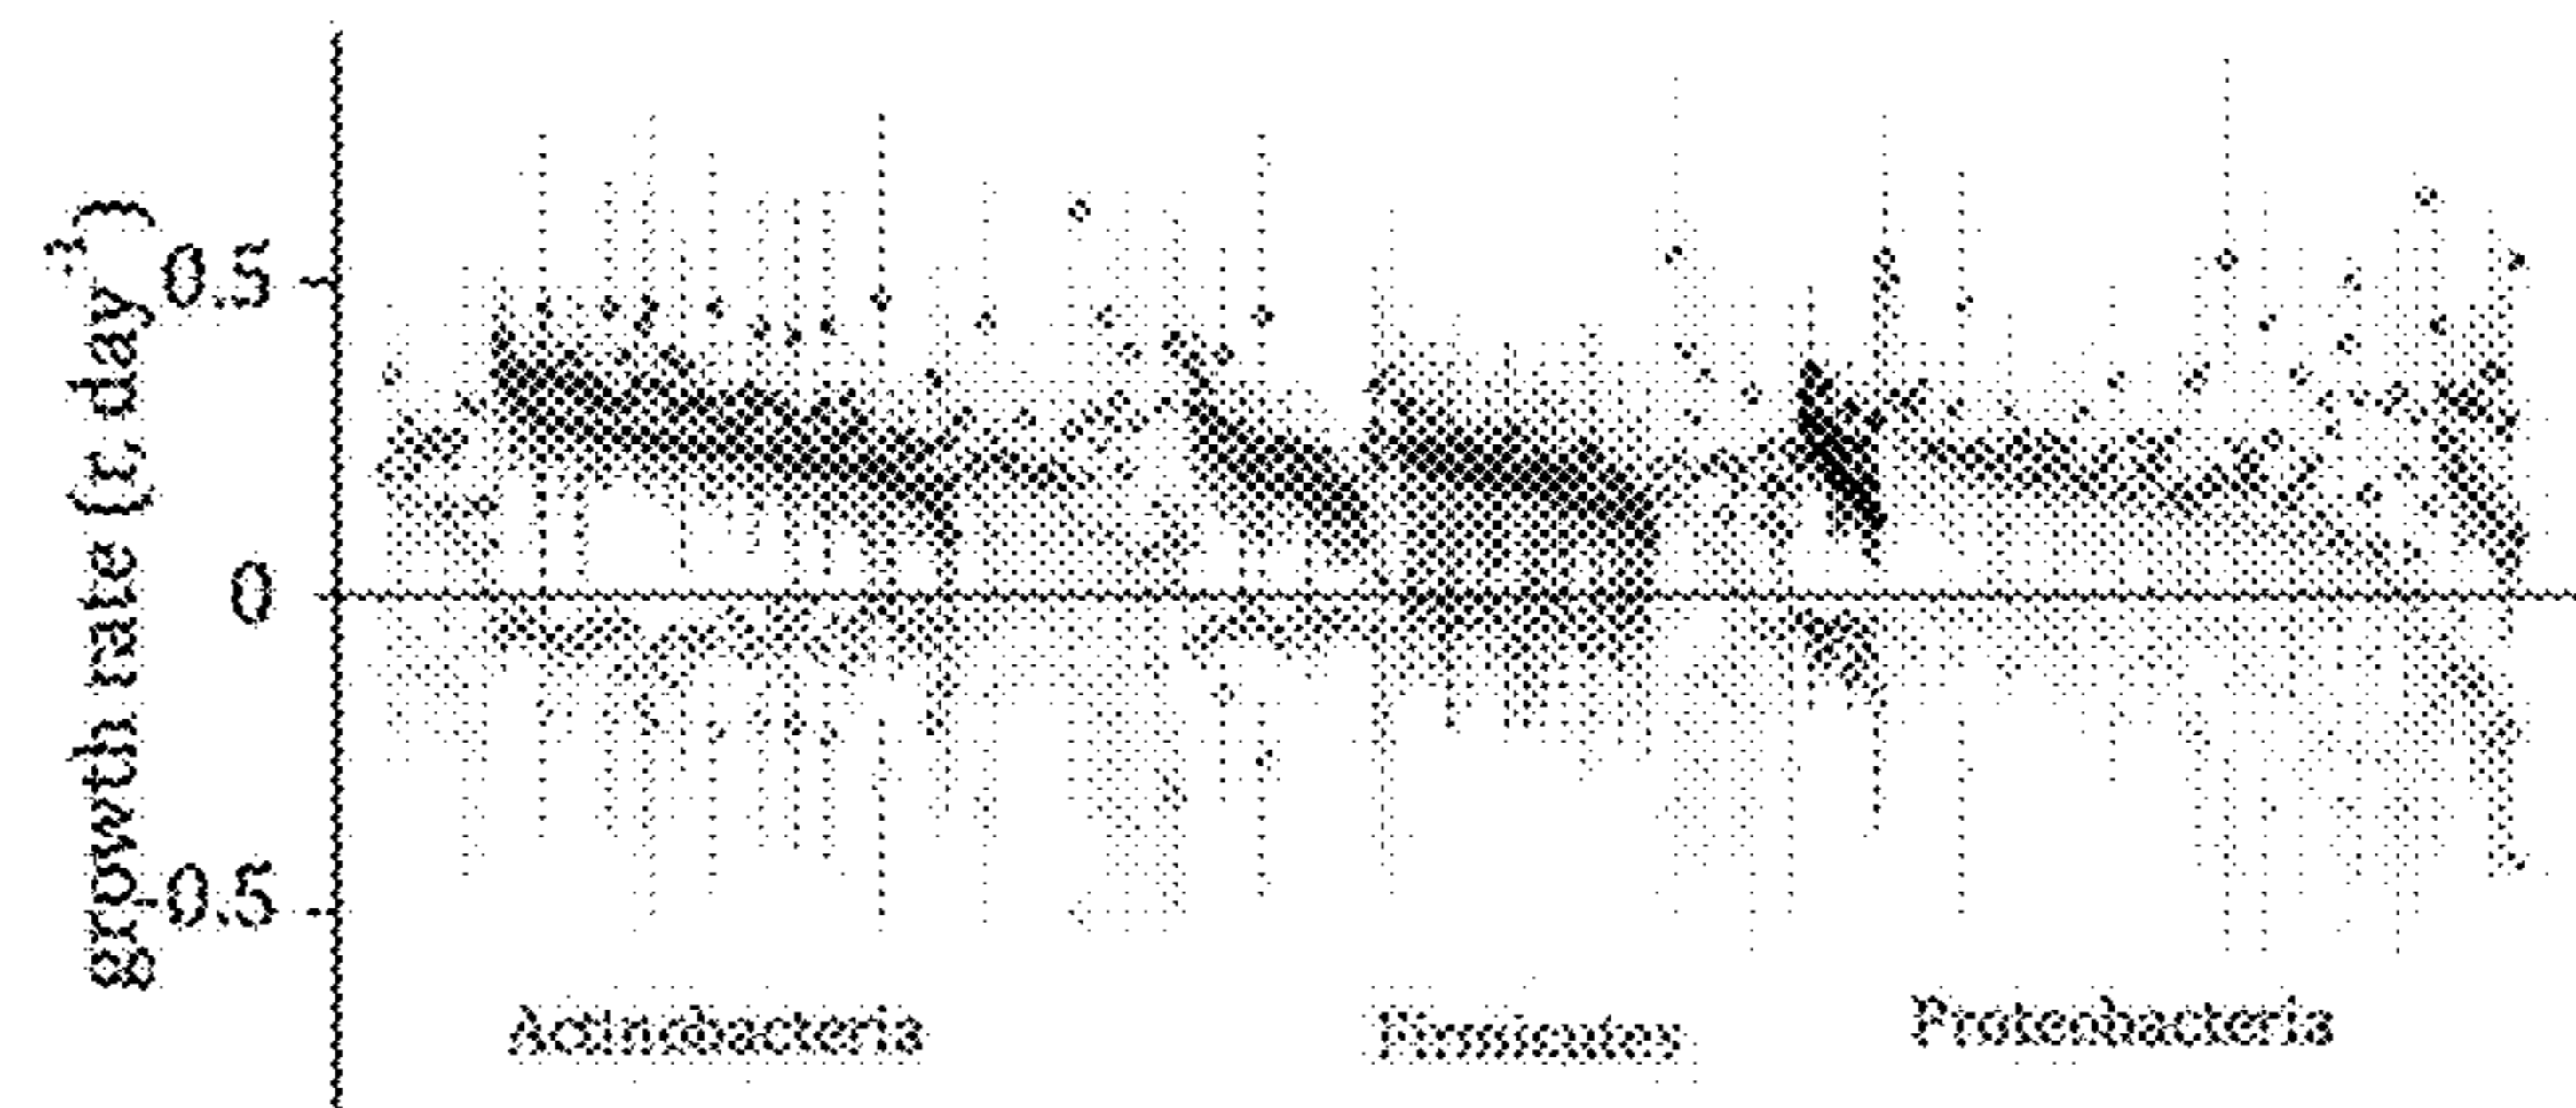 growth rate (r, day⁻¹)
0.5
0
-0.5
Actinobacteria
Firmicutes
Proteobacteria